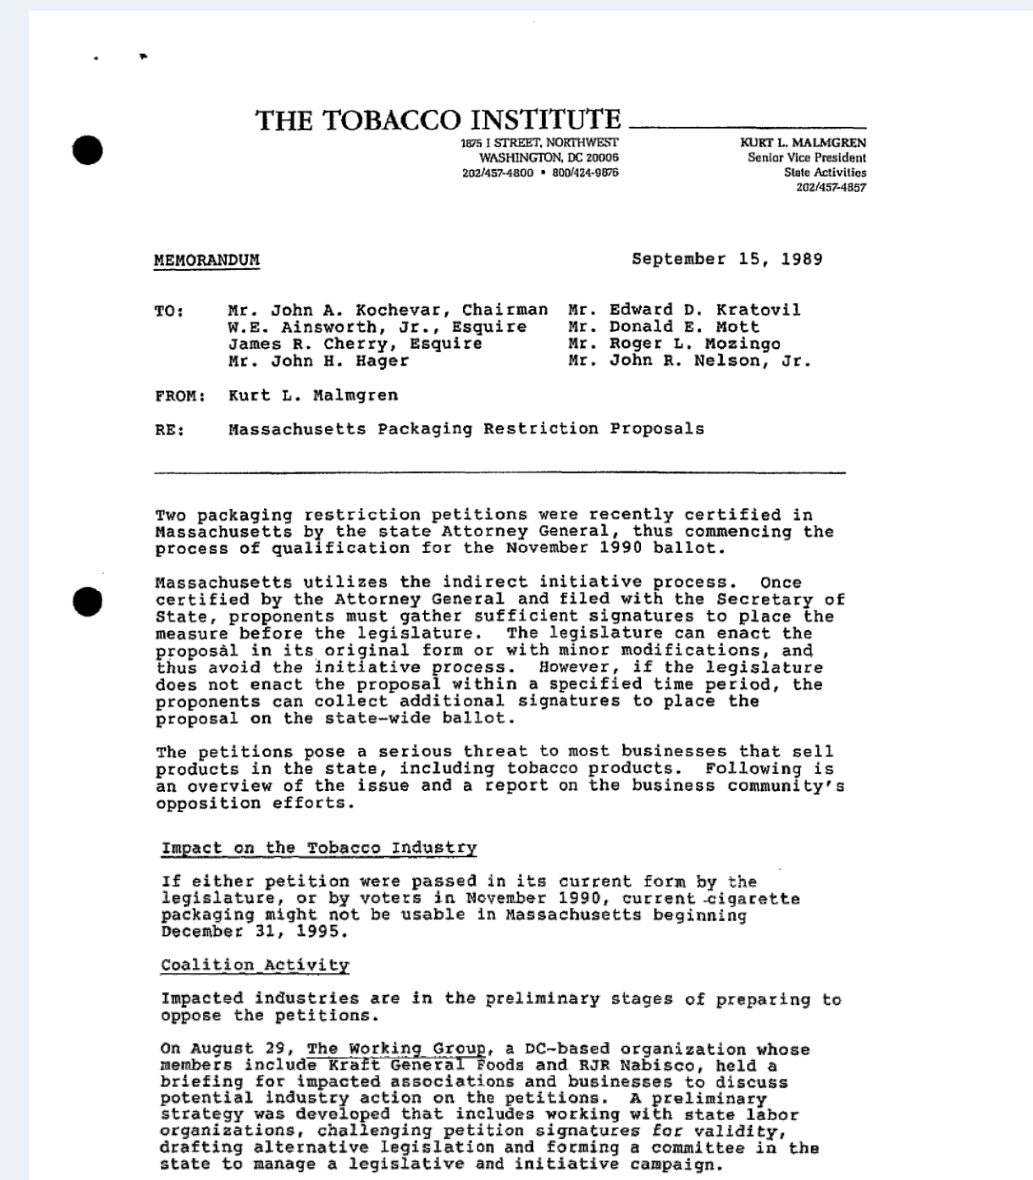 THE TOBACCO INSTITUTE
1875 I STREET, NORTHWEST
WASHINGTON, DC 20006
202/457-4800 • 800/424-9876
KURT L. MALMGREN
Senior Vice President
State Activities
202/457-4857
MEMORANDUM September 15, 1989
TO: Mr. John A. Kochevar, Chairman Mr. Edward D. Kratovil
W.E. Ainsworth, Jr., Esquire Mr. Donald E. Mott
James R. Cherry, Esquire Mr. Roger L. Mozingo
Mr. John H. Hager Mr. John R. Nelson, Jr.
FROM: Kurt L. Malmgren
RE: Massachusetts Packaging Restriction Proposals
Two packaging restriction petitions were recently certified in
Massachusetts by the state Attorney General, thus commencing the
process of qualification for the November 1990 ballot.
Massachusetts utilizes the indirect initiative process. Once
certified by the Attorney General and filed with the Secretary of
State, proponents must gather sufficient signatures to place the
measure before the legislature. The legislature can enact the
proposal in its original form or with minor modifications, and
thus avoid the initiative process. However, if the legislature
does not enact the proposal within a specified time period, the
proponents can collect additional signatures to place the
proposal on the state-wide ballot.
The petitions pose a serious threat to most businesses that sell
products in the state, including tobacco products. Following is
an overview of the issue and a report on the business community's
opposition efforts.
Impact on the Tobacco Industry
If either petition were passed in its current form by the
legislature, or by voters in November 1990, current cigarette
packaging might not be usable in Massachusetts beginning
December 31, 1995.
Coalition Activity
Impacted industries are in the preliminary stages of preparing to
oppose the petitions.
On August 29, The Working Group, a DC-based organization whose
members include Kraft General Foods and RJR Nabisco, held a
briefing for impacted associations and businesses to discuss
potential industry action on the petitions. A preliminary
strategy was developed that includes working with state labor
organizations, challenging petition signatures for validity,
drafting alternative legislation and forming a committee in the
state to manage a legislative and initiative campaign.